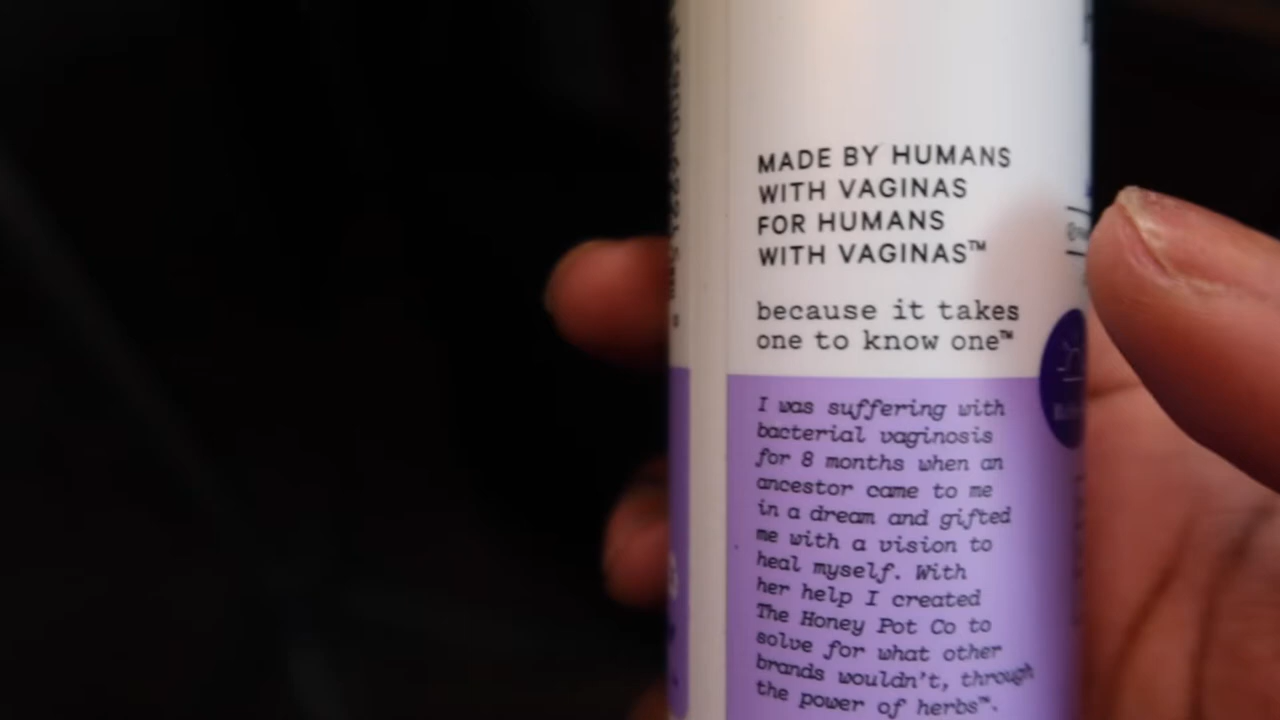 MADE BY HUMANS
WITH VAGINAS
FOR HUMANS
WITH VAGINAS™
because it takes
one to know one™
I was suffering with
bacterial vaginosis
for 8 months when an
ancestor came to me
in a dream and gifted
me with a vision to
heal myself. With
her help I created
The Honey Pot Co to
solve for what other
brands wouldn't, through
the power of herbs™.